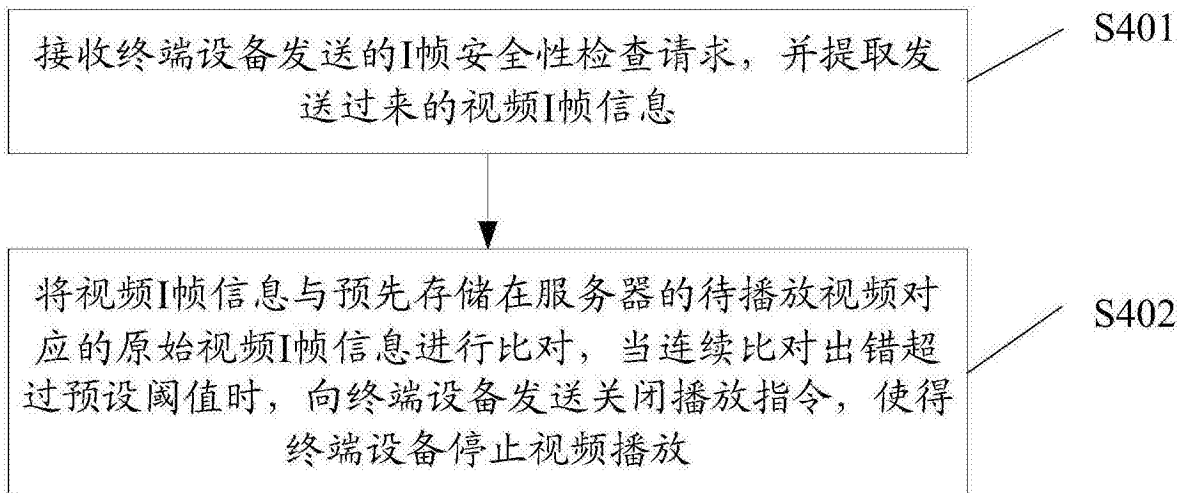 接收终端设备发送的I帧安全性检查请求，并提取发
送过来的视频I帧信息
S401
将视频I帧信息与预先存储在服务器的待播放视频对
应的原始视频I帧信息进行比对，当连续比对出错超
过预设阈值时，向终端设备发送关闭播放指令，使得
终端设备停止视频播放
S402